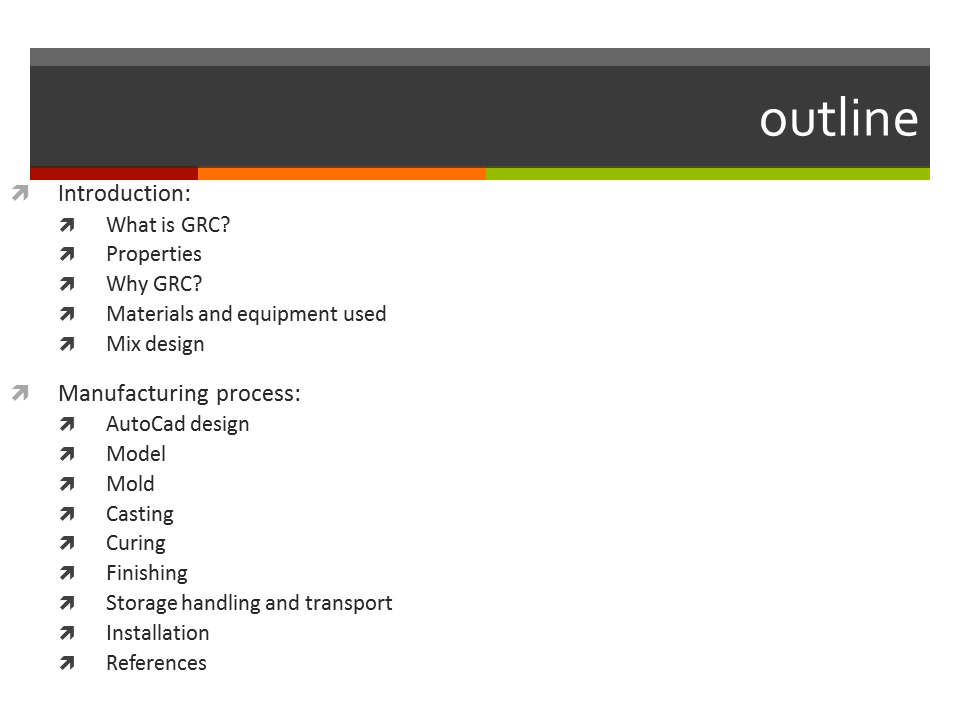 outline
Introduction:
What is GRC?
Properties
Why GRC?
Materials and equipment used
Mix design
Manufacturing process:
AutoCad design
Model
Mold
Casting
Curing
Finishing
Storage handling and transport
Installation
References